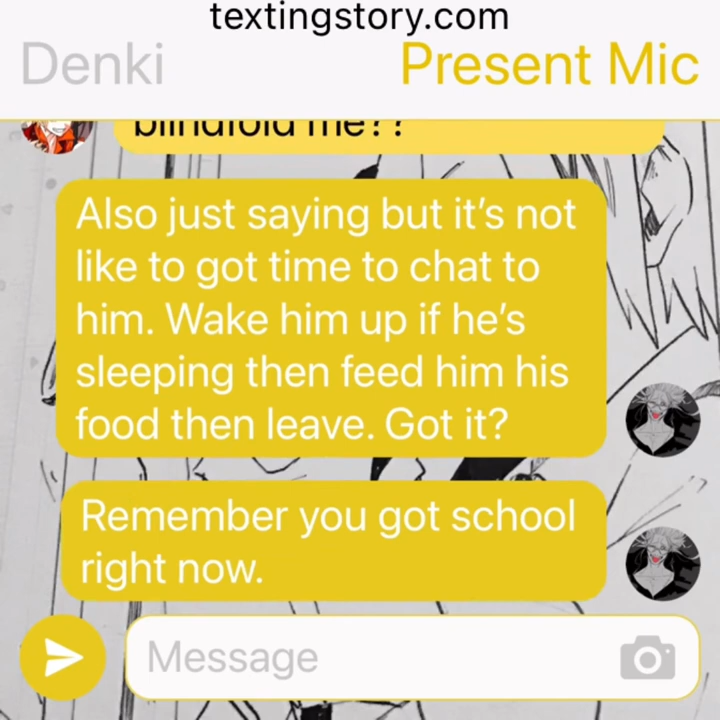 textingstory.com
Denki
Present Mic
blindfold me??
Also just saying but it's not
like to got time to chat to
him. Wake him up if he's
sleeping then feed him his
food then leave. Got it?
Remember you got school
right now.
Message